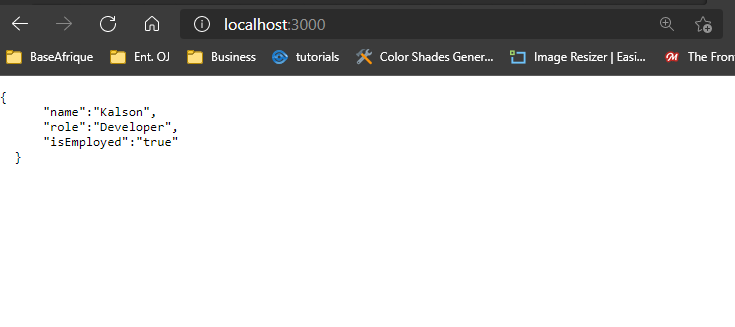 localhost:3000
BaseAfrique Ent. OJ Business tutorials Color Shades Gener... Image Resizer | Easi... The Fron
{
"name":"Kalson",
"role":"Developer",
"isEmployed":"true"
}